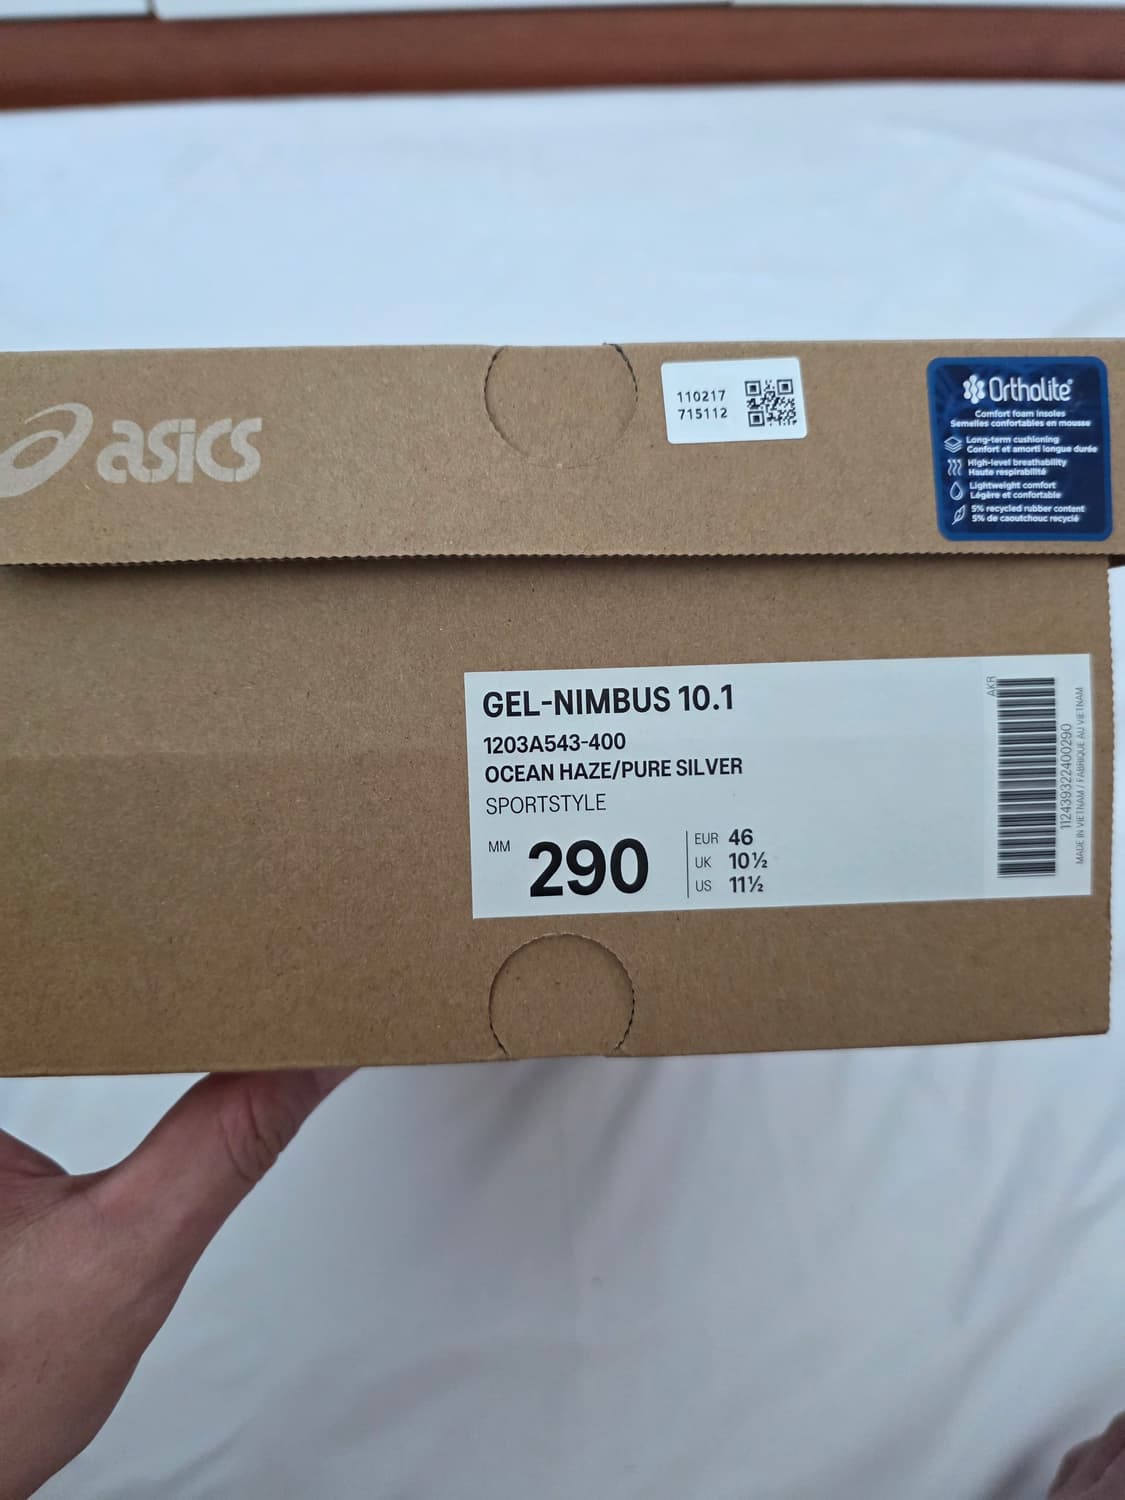 asics
110217
715112
Ortholite®
Comfort foam insoles
Semelles confortables en mousse
Long-term cushioning
Confort et amorti longue durée
High-level breathability
Haute respirabilité
Lightweight comfort
Légère et confortable
5% recycled rubber content
5% de caoutchouc recyclé
GEL-NIMBUS 10.1
1203A543-400
OCEAN HAZE/PURE SILVER
SPORTSTYLE
MM 290
EUR 46
UK 10½
US 11½
AKR
112439322400290
MADE IN VIETNAM / FABRIQUE AU VIETNAM